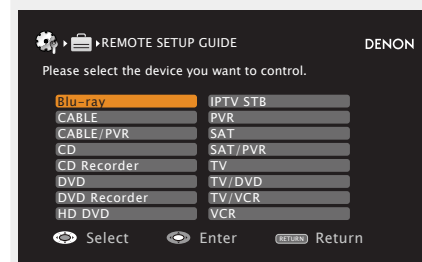 REMOTE SETUP GUIDE
DENON
Please select the device you want to control.
Blu-ray
CABLE
CABLE/PVR
CD
CD Recorder
DVD
DVD Recorder
HD DVD
IPTV STB
PVR
SAT
SAT/PVR
TV
TV/DVD
TV/VCR
VCR
Select Enter RETURN Return